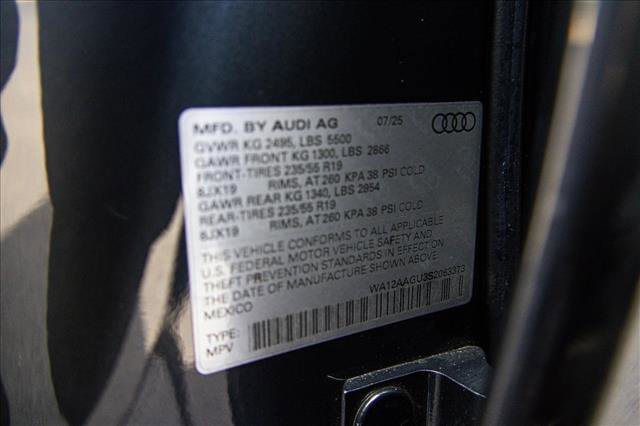 MFD. BY AUDI AG 07/25
GVWR KG 2495, LBS 5500
GAWR FRONT KG 1300, LBS 2866
FRONT-TIRES 235/55 R19
8JX19 RIMS, AT 260 KPA 38 PSI COLD
GAWR REAR KG 1340, LBS 2954
REAR-TIRES 235/55 R19
8JX19 RIMS, AT 260 KPA 38 PSI COLD
THIS VEHICLE CONFORMS TO ALL APPLICABLE
U.S. FEDERAL MOTOR VEHICLE SAFETY AND
THEFT PREVENTION STANDARDS IN EFFECT ON
THE DATE OF MANUFACTURE SHOWN ABOVE.
MEXICO WA12AAGU3S2063373
TYPE:
MPV